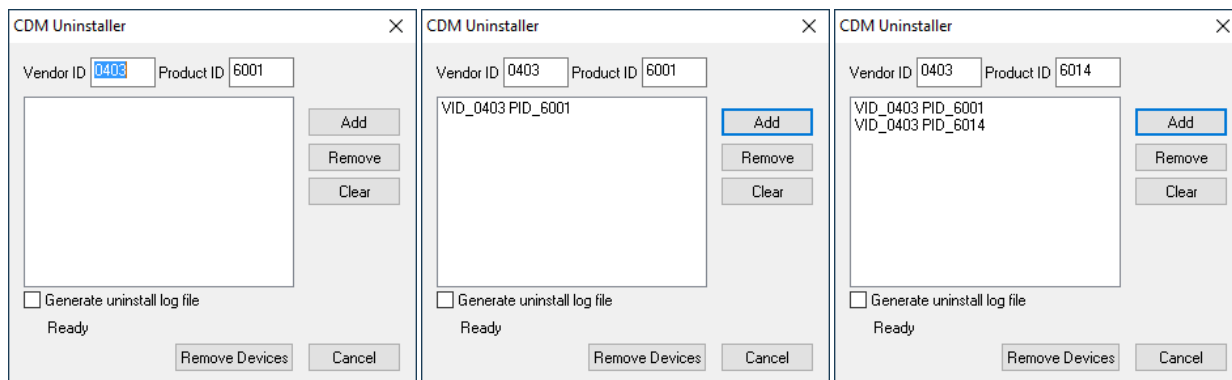 CDM Uninstaller
Vendor ID 0403 Product ID 6001
Add
Remove
Clear
Generate uninstall log file
Ready
Remove Devices Cancel
CDM Uninstaller
Vendor ID 0403 Product ID 6001
VID_0403 PID_6001
Add
Remove
Clear
Generate uninstall log file
Ready
Remove Devices Cancel
CDM Uninstaller
Vendor ID 0403 Product ID 6014
VID_0403 PID_6001
VID_0403 PID_6014
Add
Remove
Clear
Generate uninstall log file
Ready
Remove Devices Cancel